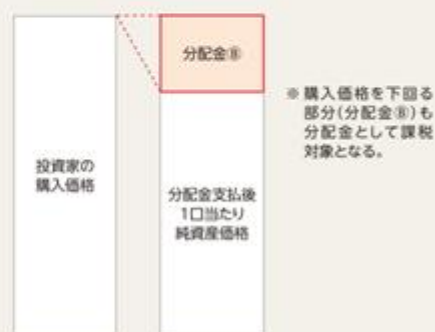 分配金Ⓑ
※購入価格を下回る
部分(分配金Ⓑ)も
分配金として課税
対象となる。
投資家の
購入価格
分配金支払後
1口当たり
純資産価格